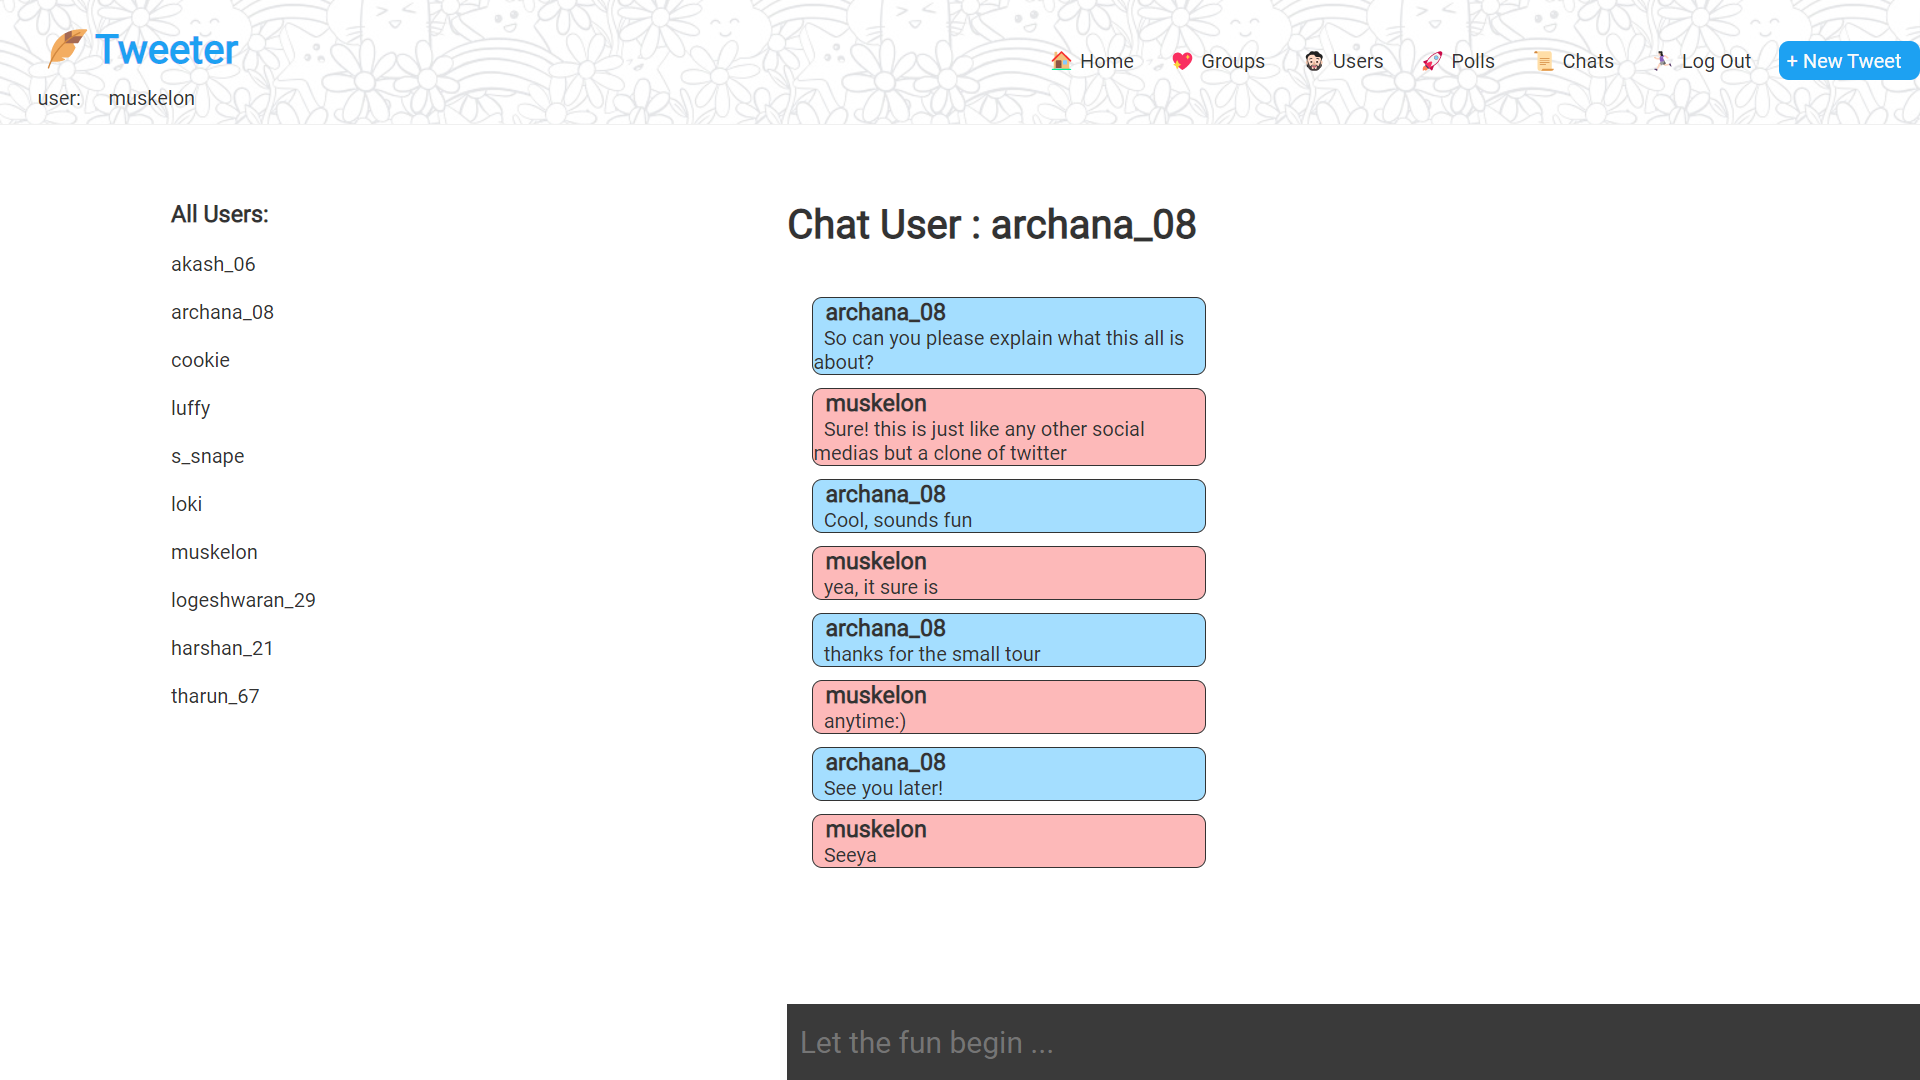 Tweeter
user: muskelon
Home Groups Users Polls Chats Log Out + New Tweet
All Users:
akash_06
archana_08
cookie
luffy
s_snape
loki
muskelon
logeshwaran_29
harshan_21
tharun_67
Chat User : archana_08
archana_08
So can you please explain what this all is
about?
muskelon
Sure! this is just like any other social
medias but a clone of twitter
archana_08
Cool, sounds fun
muskelon
yea, it sure is
archana_08
thanks for the small tour
muskelon
anytime:)
archana_08
See you later!
muskelon
Seeya
Let the fun begin ...